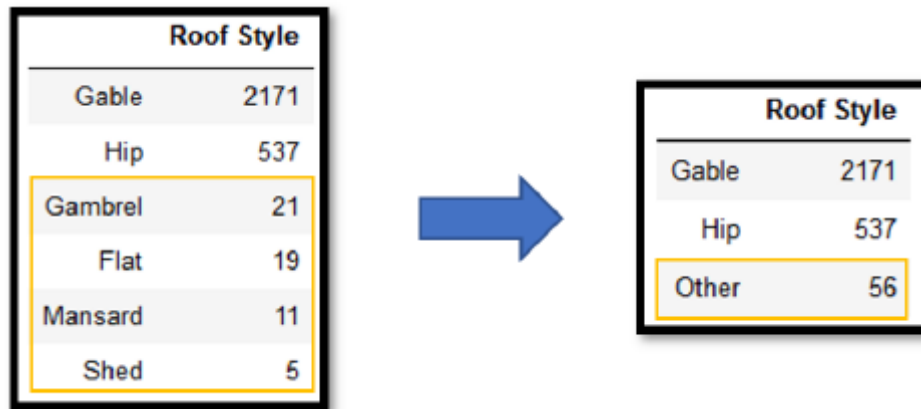 Roof Style
Gable 2171
Hip 537
Gambrel 21
Flat 19
Mansard 11
Shed 5
Roof Style
Gable 2171
Hip 537
Other 56